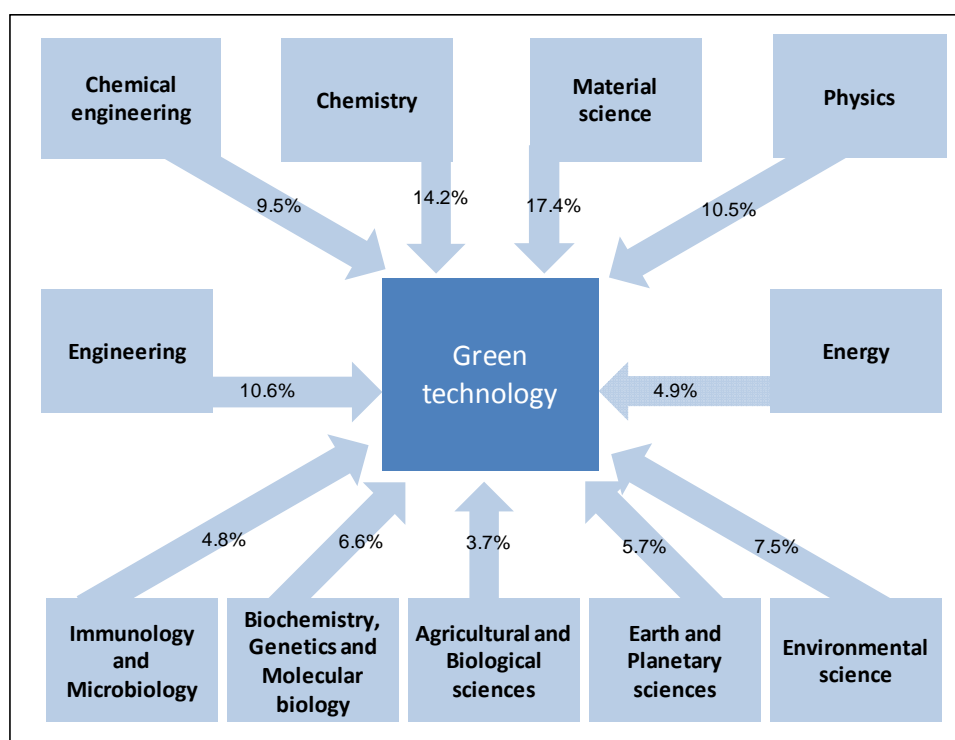 Chemical
engineering
Chemistry
Material
science
Physics
9.5%
14.2%
17.4%
10.5%
Engineering
10.6%
Green
technology
Energy
4.9%
4.8%
6.6%
3.7%
5.7%
7.5%
Immunology
and
Microbiology
Biochemistry,
Genetics and
Molecular
biology
Agricultural and
Biological
sciences
Earth and
Planetary
sciences
Environmental
science